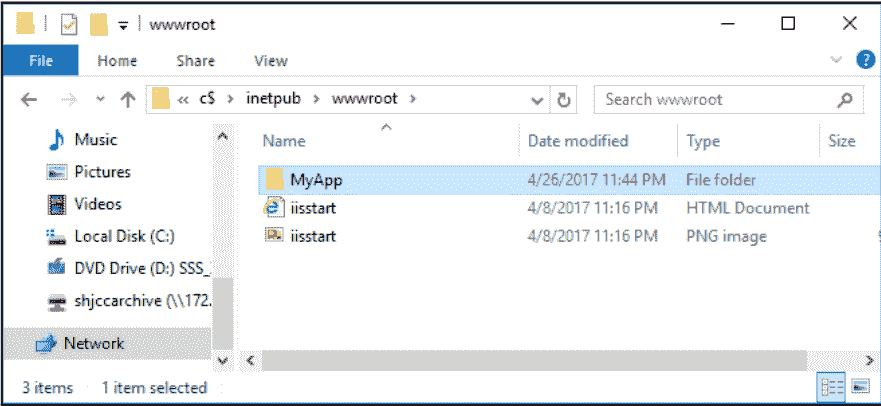 wwwroot
File Home Share View
« c$ > inetpub > wwwroot > Search wwwroot
Name Date modified Type Size
Music
Pictures
Videos
Local Disk (C:)
DVD Drive (D:) SSS_
shjccarchive (\\172.
Network
MyApp 4/26/2017 11:44 PM File folder
iisstart 4/8/2017 11:16 PM HTML Document
iisstart 4/8/2017 11:16 PM PNG image
3 items 1 item selected